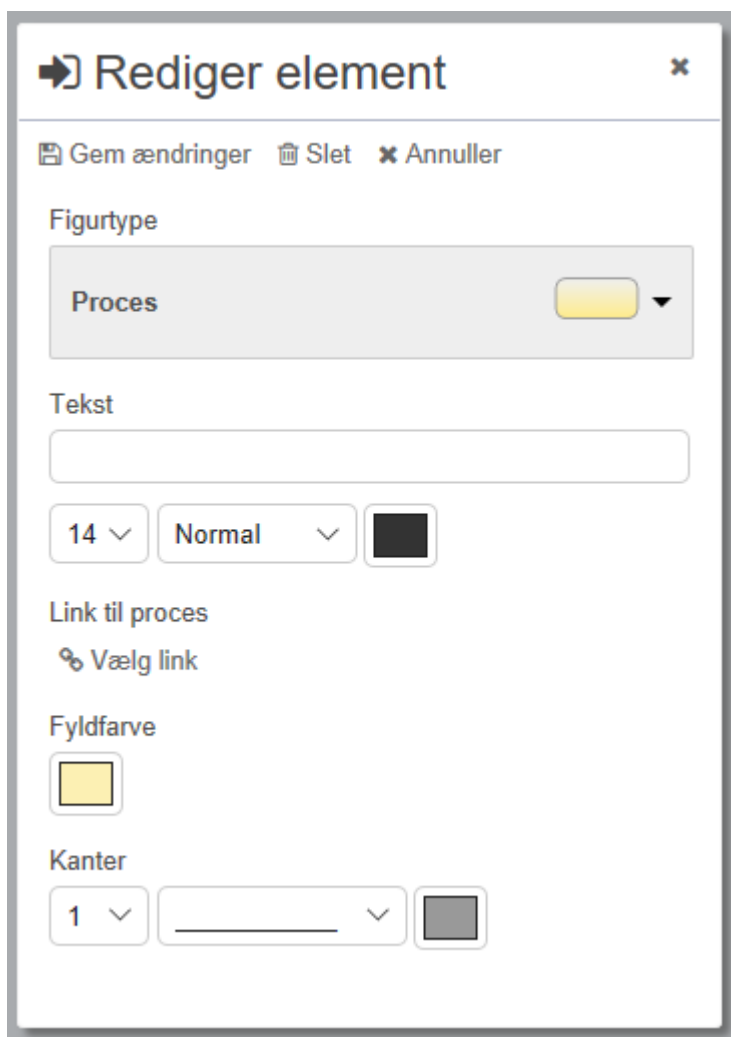 Rediger element
Gem ændringer Slet Annuller
Figurtype
Proces
Tekst
14 Normal
Link til proces
Vælg link
Fyldfarve
Kanter
1